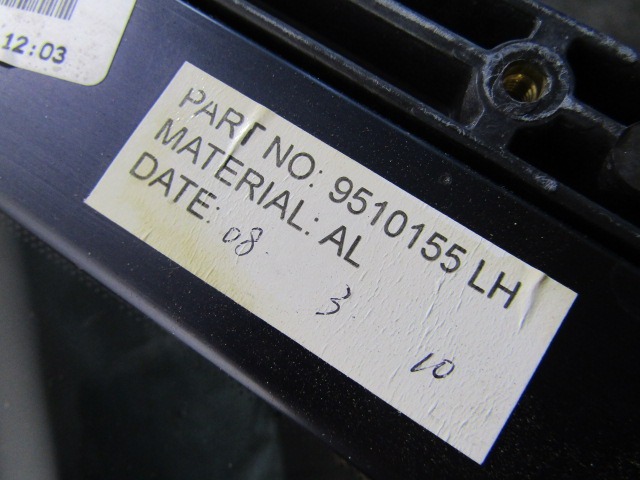 12:03
PART NO: 9510155 LH
MATERIAL: AL
DATE: 08 3 10